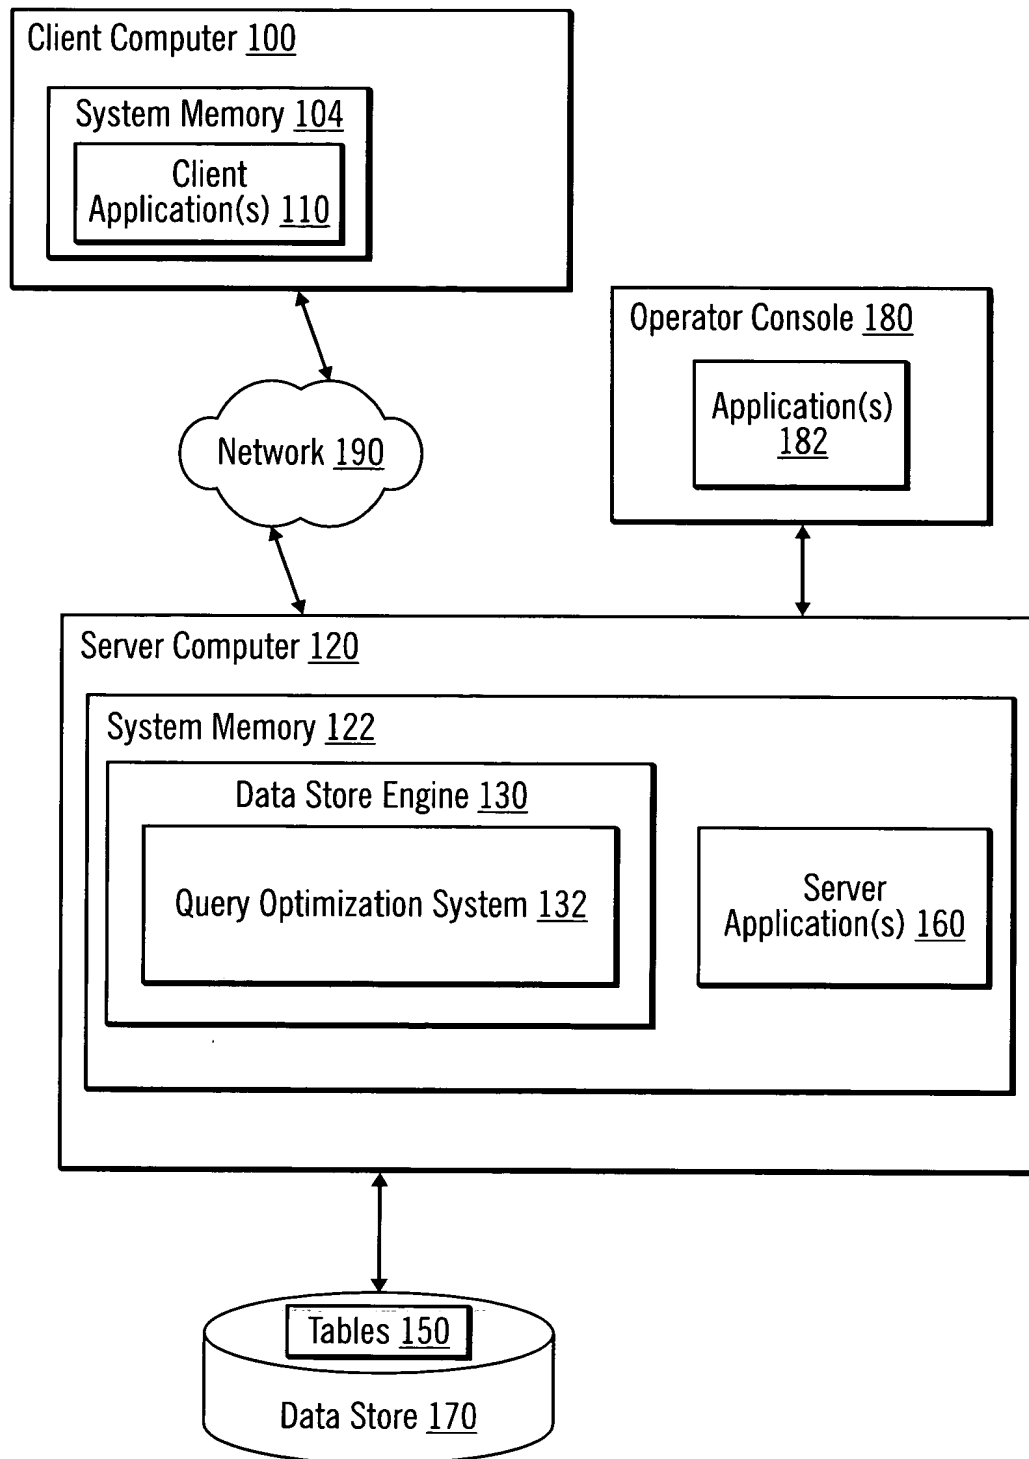 Client Computer 100
System Memory 104
Client
Application(s) 110
Operator Console 180
Application(s)
182
Network 190
Server Computer 120
System Memory 122
Data Store Engine 130
Query Optimization System 132
Server
Application(s) 160
Tables 150
Data Store 170